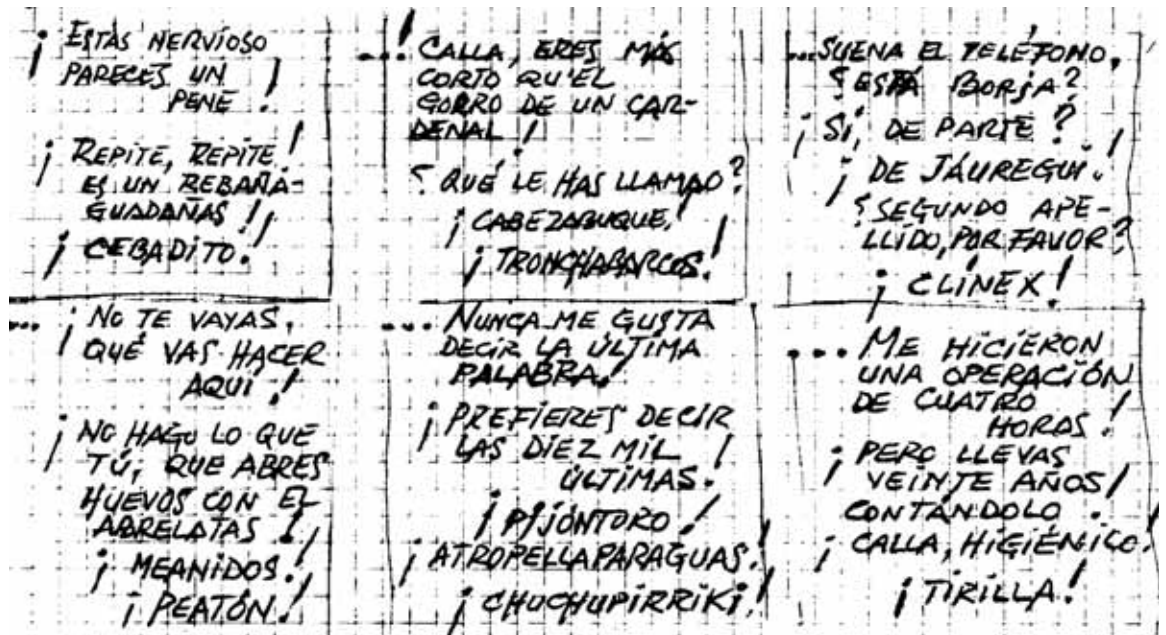 ¡ESTÁS NERVIOSO
PARECES UN
PENE!
¡REPITE, REPITE!
ES UN REBAÑA-
GUADAÑAS!
¡CEBADITO!
...!CALLA, ERES MÁS
CORTO QU'EL
GORRO DE UN CAR-
DENAL!
¿QUÉ LE HAS LLAMADO?
¡CABEZABUQUE!
¡TRONCHABARCOS!
...SUENA EL TELÉFONO,
¿ESTÁ BORJA?
¡SÍ, DE PARTE?
¡DE JÁUREGUI!
¿SEGUNDO APE-
LLIDO, POR FAVOR?
¡CLINEX!
...¡NO TE VAYAS,
QUÉ VAS HACER
AQUÍ!
¡NO HAGO LO QUE
TÚ, QUE ABRES
HUEVOS CON EL
ABRELATAS!
¡MEANIDOS!
¡PEATÓN!
...NUNCA ME GUSTA
DECIR LA ÚLTIMA
PALABRA!
¡PREFIERES DECIR
LAS DIEZ MIL
ÚLTIMAS!
¡PIJÓNTORO!
¡ATROPELLAPARAGUAS!
¡CHUCHUPIRRIKI!
...ME HICIERON
UNA OPERACIÓN
DE CUATRO
HORAS!
¡PERO LLEVAS
VEINTE AÑOS
CONTÁNDOLO!
¡CALLA, HIGIÉNICO!
¡TIRILLA!